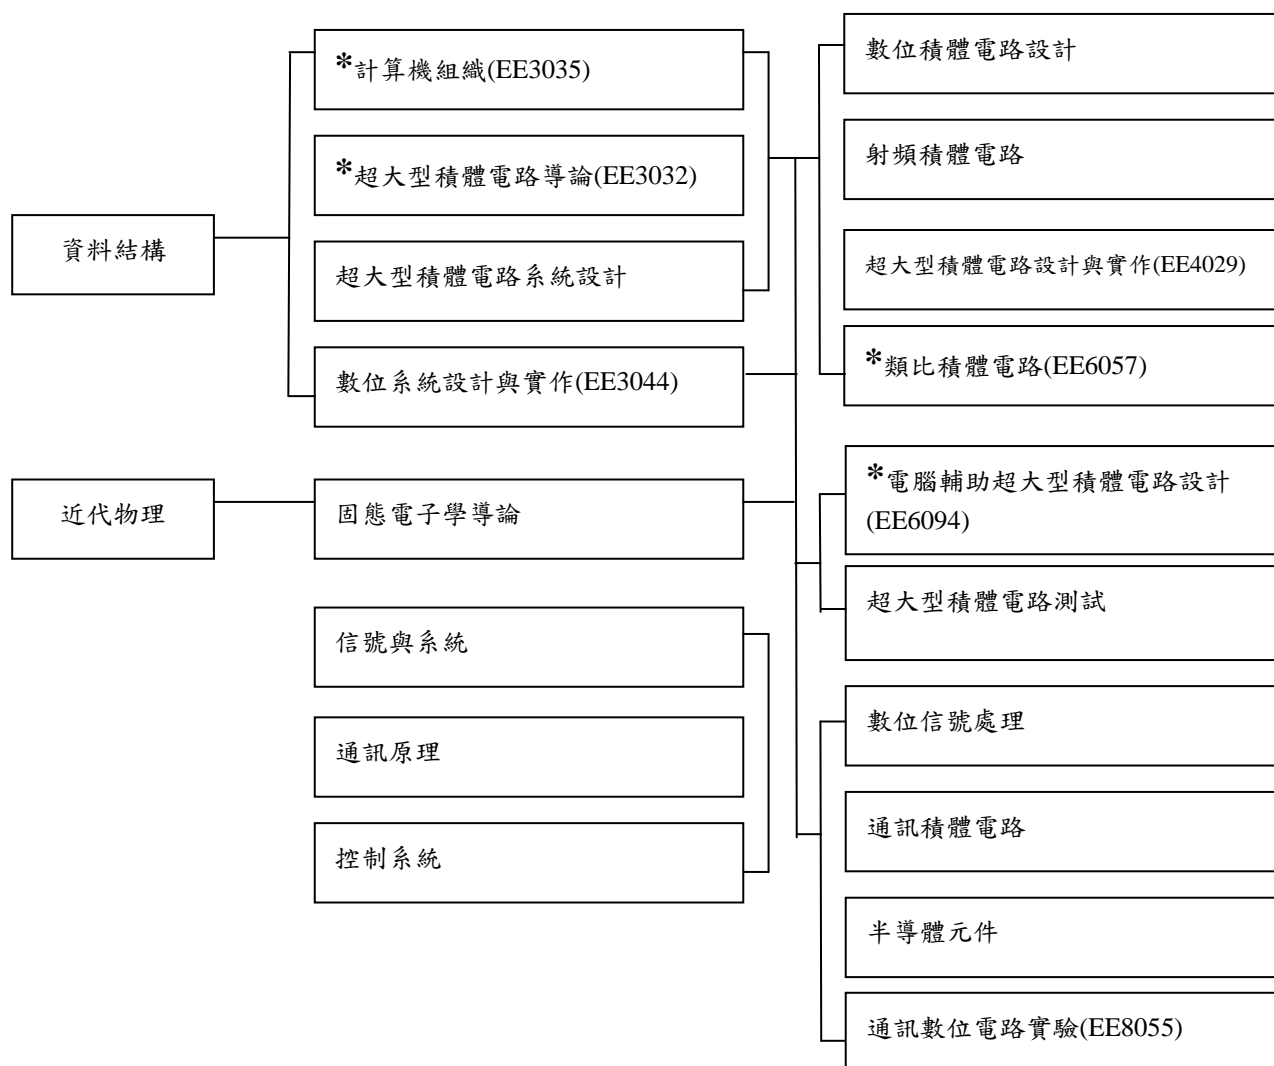 資料結構
近代物理
*計算機組織(EE3035)
*超大型積體電路導論(EE3032)
超大型積體電路系統設計
數位系統設計與實作(EE3044)
固態電子學導論
信號與系統
通訊原理
控制系統
數位積體電路設計
射頻積體電路
超大型積體電路設計與實作(EE4029)
*類比積體電路(EE6057)
*電腦輔助超大型積體電路設計
(EE6094)
超大型積體電路測試
數位信號處理
通訊積體電路
半導體元件
通訊數位電路實驗(EE8055)